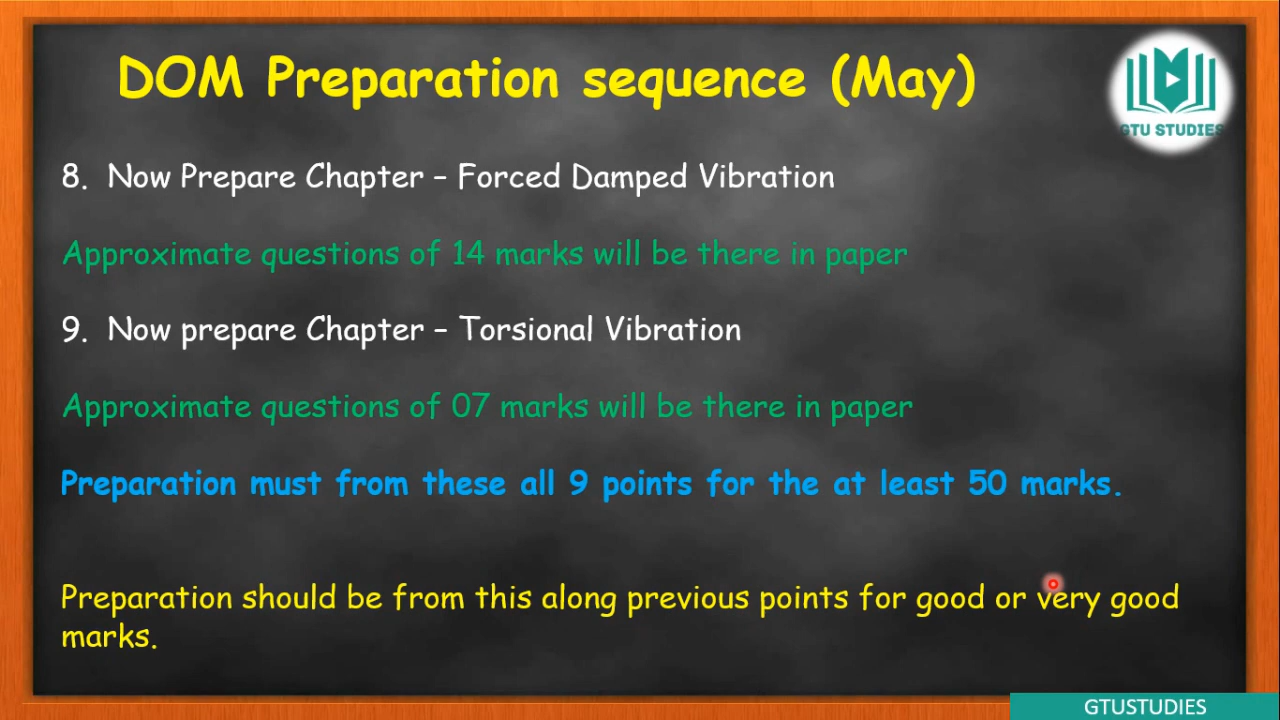 DOM Preparation sequence (May)
GTU STUDIES
8. Now Prepare Chapter – Forced Damped Vibration
Approximate questions of 14 marks will be there in paper
9. Now prepare Chapter – Torsional Vibration
Approximate questions of 07 marks will be there in paper
Preparation must from these all 9 points for the at least 50 marks.
Preparation should be from this along previous points for good or very good
marks.
GTUSTUDIES